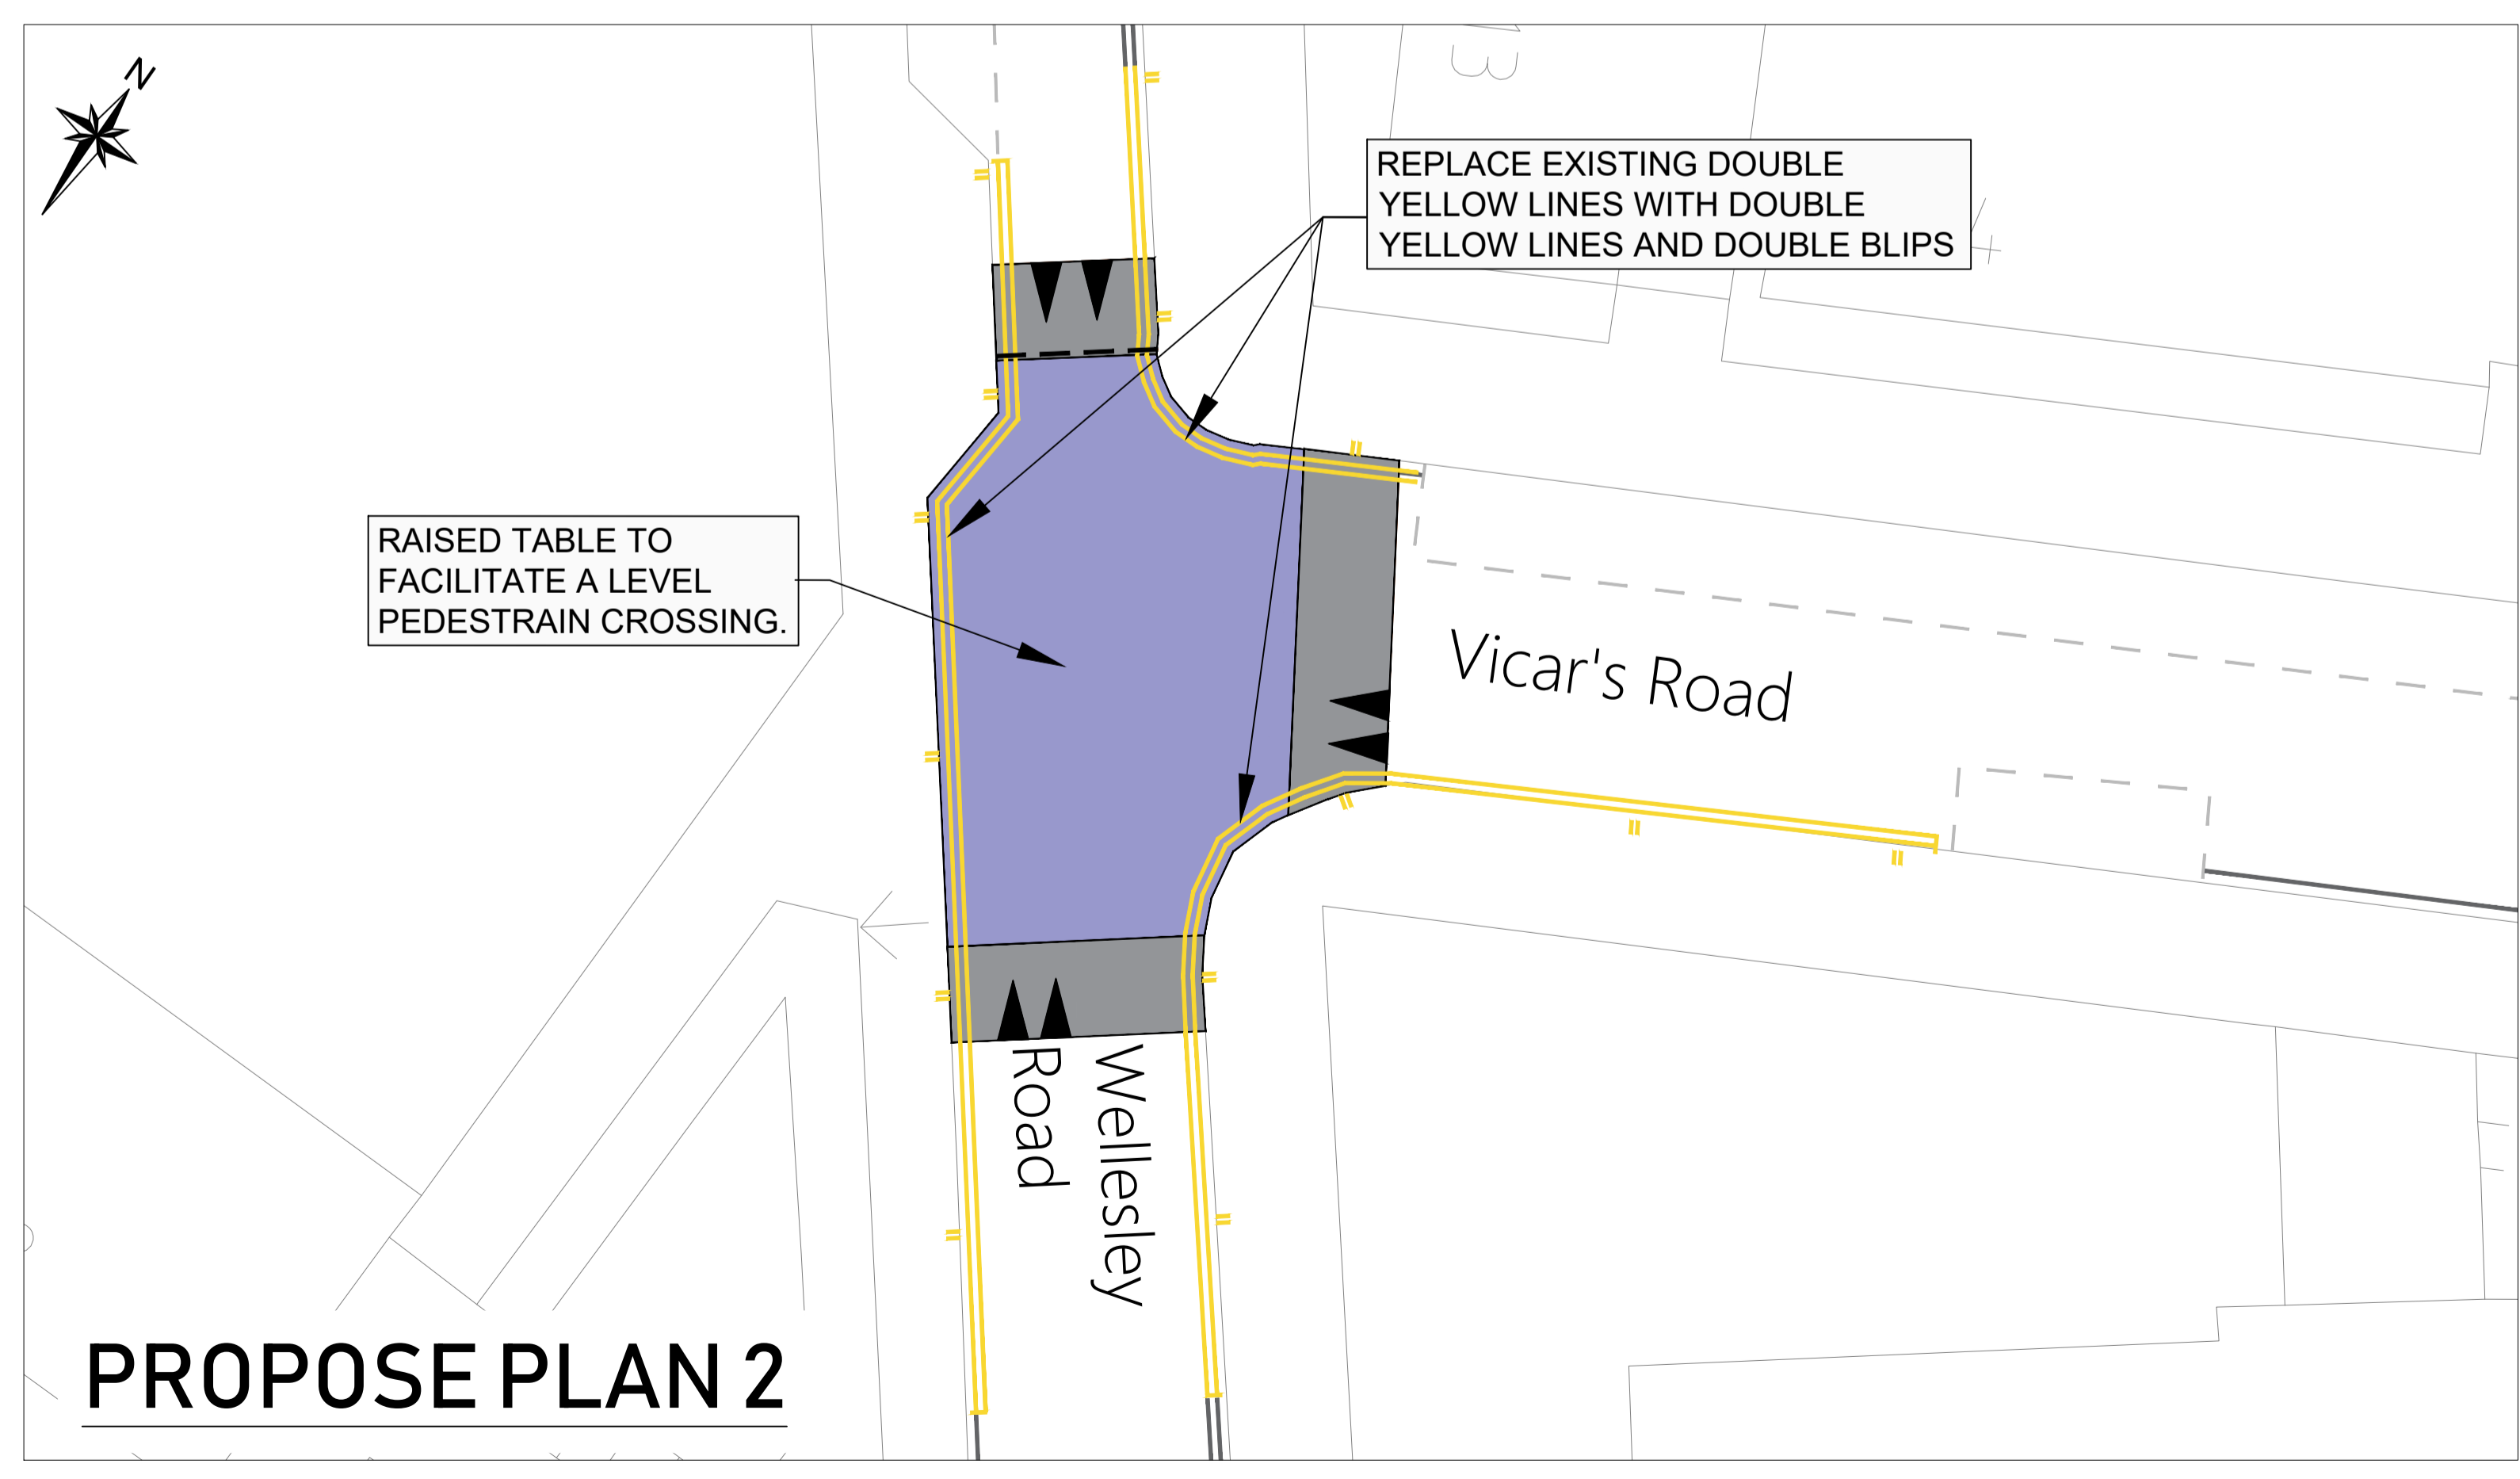 N
B
REPLACE EXISTING DOUBLE
YELLOW LINES WITH DOUBLE
YELLOW LINES AND DOUBLE BLIPS
RAISED TABLE TO
FACILITATE A LEVEL
PEDESTRAIN CROSSING.
Vicar's Road
Wellesley
Road
PROPOSE PLAN 2